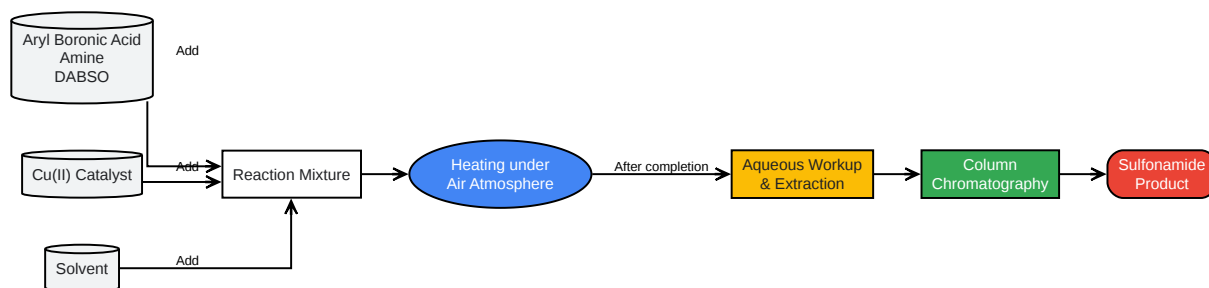 Aryl Boronic Acid
Amine
DABSO
Add
Cu(II) Catalyst
Add
Reaction Mixture
Heating under
Air Atmosphere
After completion
Aqueous Workup
& Extraction
Column
Chromatography
Sulfonamide
Product
Solvent
Add